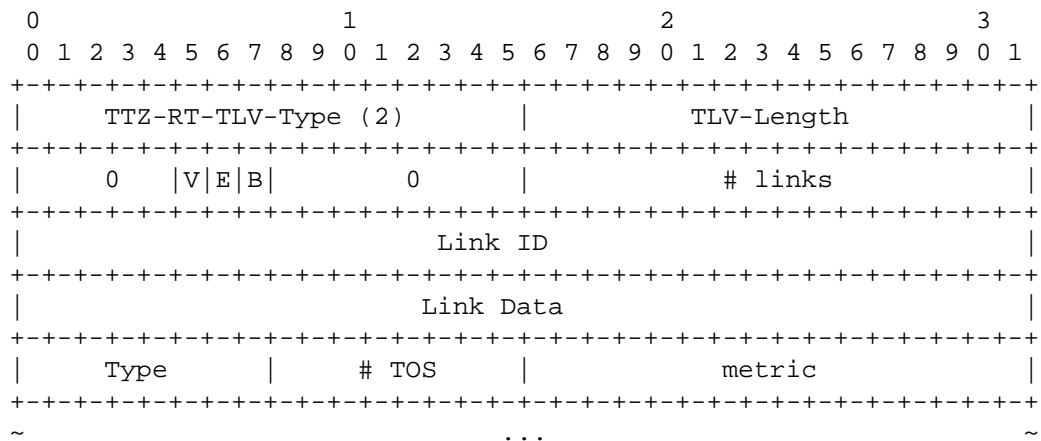 0                   1                   2                   3
 0 1 2 3 4 5 6 7 8 9 0 1 2 3 4 5 6 7 8 9 0 1 2 3 4 5 6 7 8 9 0 1
+-+-+-+-+-+-+-+-+-+-+-+-+-+-+-+-+-+-+-+-+-+-+-+-+-+-+-+-+-+-+-+-+
|     TTZ-RT-TLV-Type (2)       |          TLV-Length           |
+-+-+-+-+-+-+-+-+-+-+-+-+-+-+-+-+-+-+-+-+-+-+-+-+-+-+-+-+-+-+-+-+
|     0   |V|E|B|        0      |            # links            |
+-+-+-+-+-+-+-+-+-+-+-+-+-+-+-+-+-+-+-+-+-+-+-+-+-+-+-+-+-+-+-+-+
|                          Link ID                              |
+-+-+-+-+-+-+-+-+-+-+-+-+-+-+-+-+-+-+-+-+-+-+-+-+-+-+-+-+-+-+-+-+
|                         Link Data                             |
+-+-+-+-+-+-+-+-+-+-+-+-+-+-+-+-+-+-+-+-+-+-+-+-+-+-+-+-+-+-+-+-+
|     Type      |     # TOS     |            metric             |
+-+-+-+-+-+-+-+-+-+-+-+-+-+-+-+-+-+-+-+-+-+-+-+-+-+-+-+-+-+-+-+-+
~                              ...                              ~